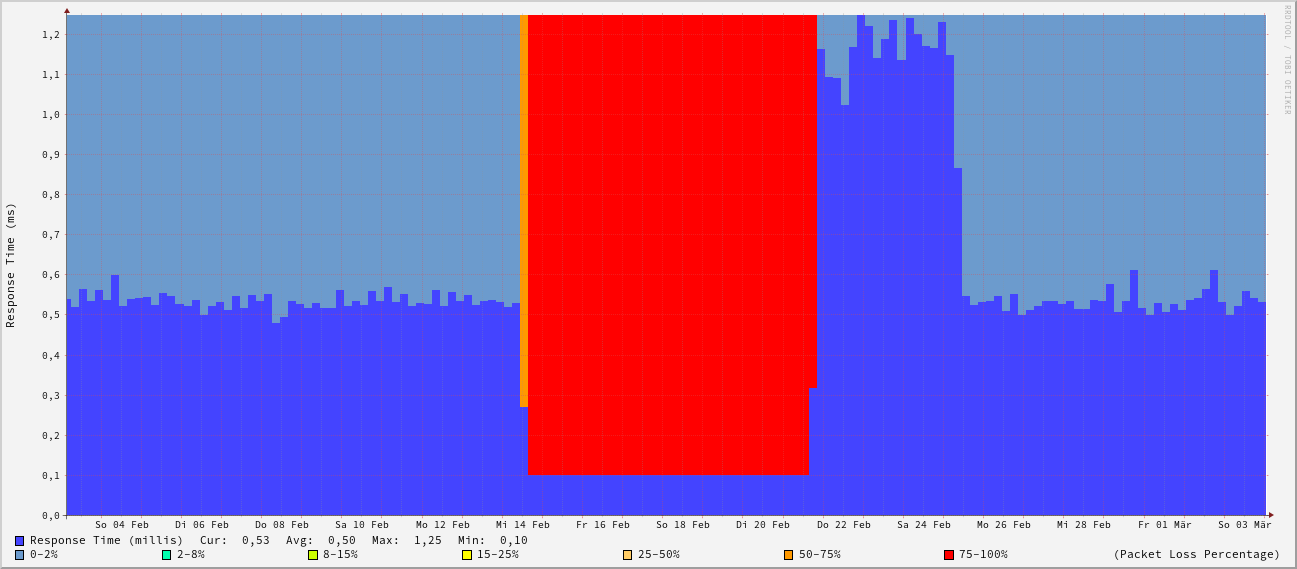 RRDTOOL / TOBI OETIKER
Response Time (ms)
1,2
1,1
1,0
0,9
0,8
0,7
0,6
0,5
0,4
0,3
0,2
0,1
0,0
So 04 Feb Di 06 Feb Do 08 Feb Sa 10 Feb Mo 12 Feb Mi 14 Feb Fr 16 Feb So 18 Feb Di 20 Feb Do 22 Feb Sa 24 Feb Mo 26 Feb Mi 28 Feb Fr 01 Mär So 03 Mär
Response Time (millis) Cur: 0,53 Avg: 0,50 Max: 1,25 Min: 0,10
0-2% 2-8% 8-15% 15-25% 25-50% 50-75% 75-100% (Packet Loss Percentage)